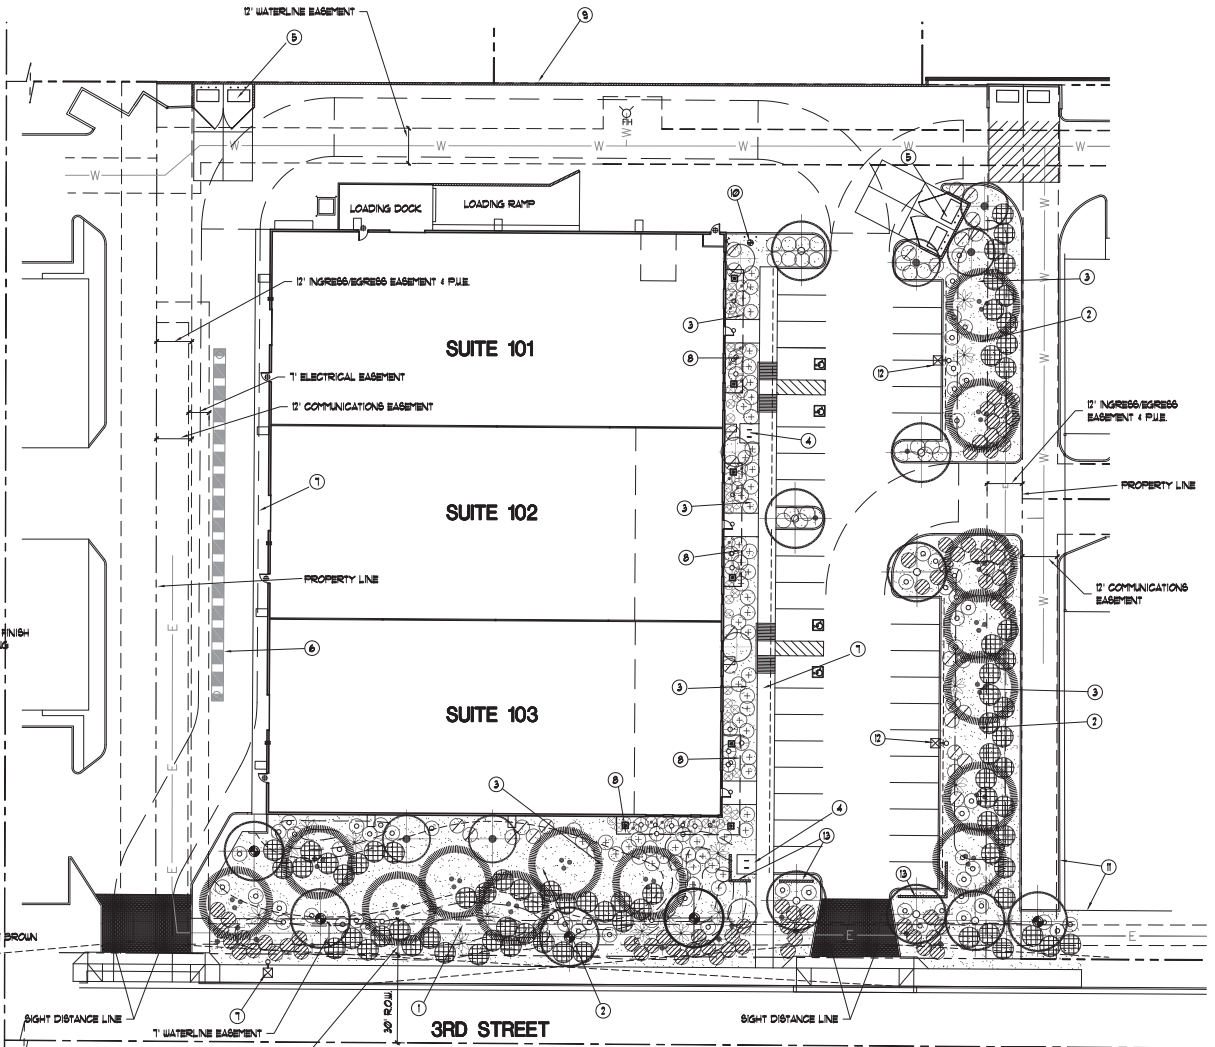 12' WATERLINE EASEMENT
9
5
FH
W
W
W
W
W
W
W
5
LOADING DOCK
LOADING RAMP
10
W
W
12' INGRESS/EGRESS EASEMENT & P.U.E.
3
2
3
SUITE 101
8
12
7' ELECTRICAL EASEMENT
12' COMMUNICATIONS EASEMENT
12' INGRESS/EGRESS
EASEMENT & P.U.E.
4
W
7
E
PROPERTY LINE
SUITE 102
3
8
PROPERTY LINE
12' COMMUNICATIONS
EASEMENT
W
E
FINISH
6
7
3
3
SUITE 103
2
12
8
E
3
8
4
13
E
13
11
BROWN
E
E
SIGHT DISTANCE LINE
7
7' WATERLINE EASEMENT
30' R.O.W.
1
3RD STREET
2
SIGHT DISTANCE LINE